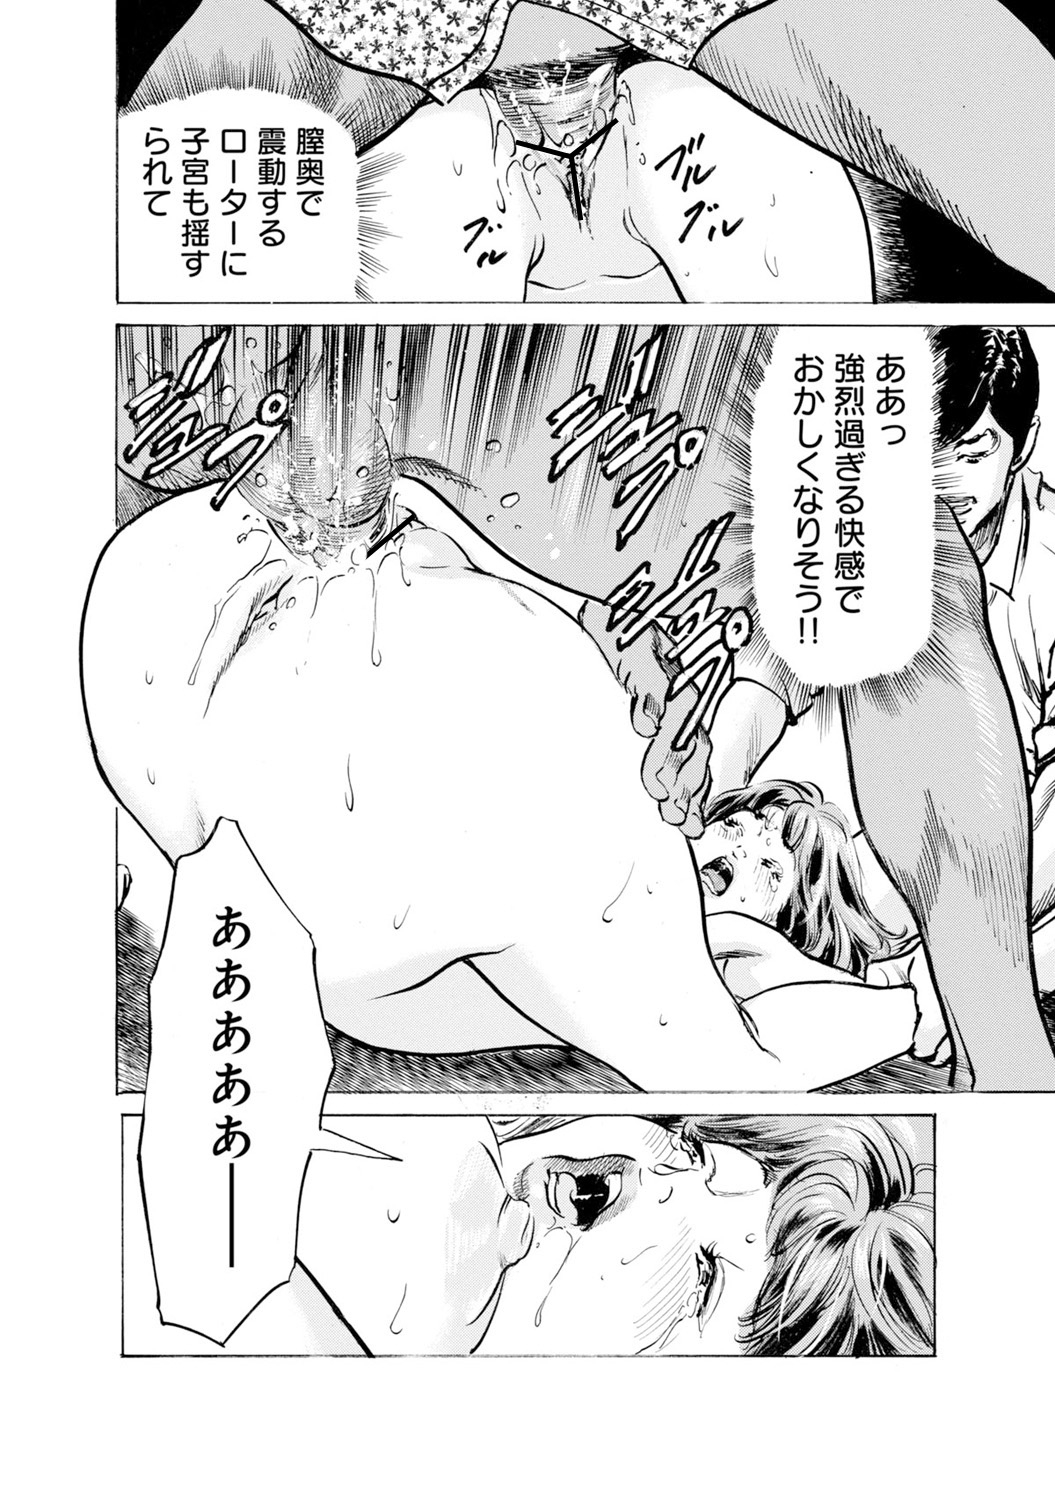 膣奥で
震動する
ローターに
子宮も揺す
られて
ブル
ブル
ブル
ああっ
強烈過ぎる快感で
おかしくなりそう!!
ジュプ
ジュプ
ジュプ
あああああ——